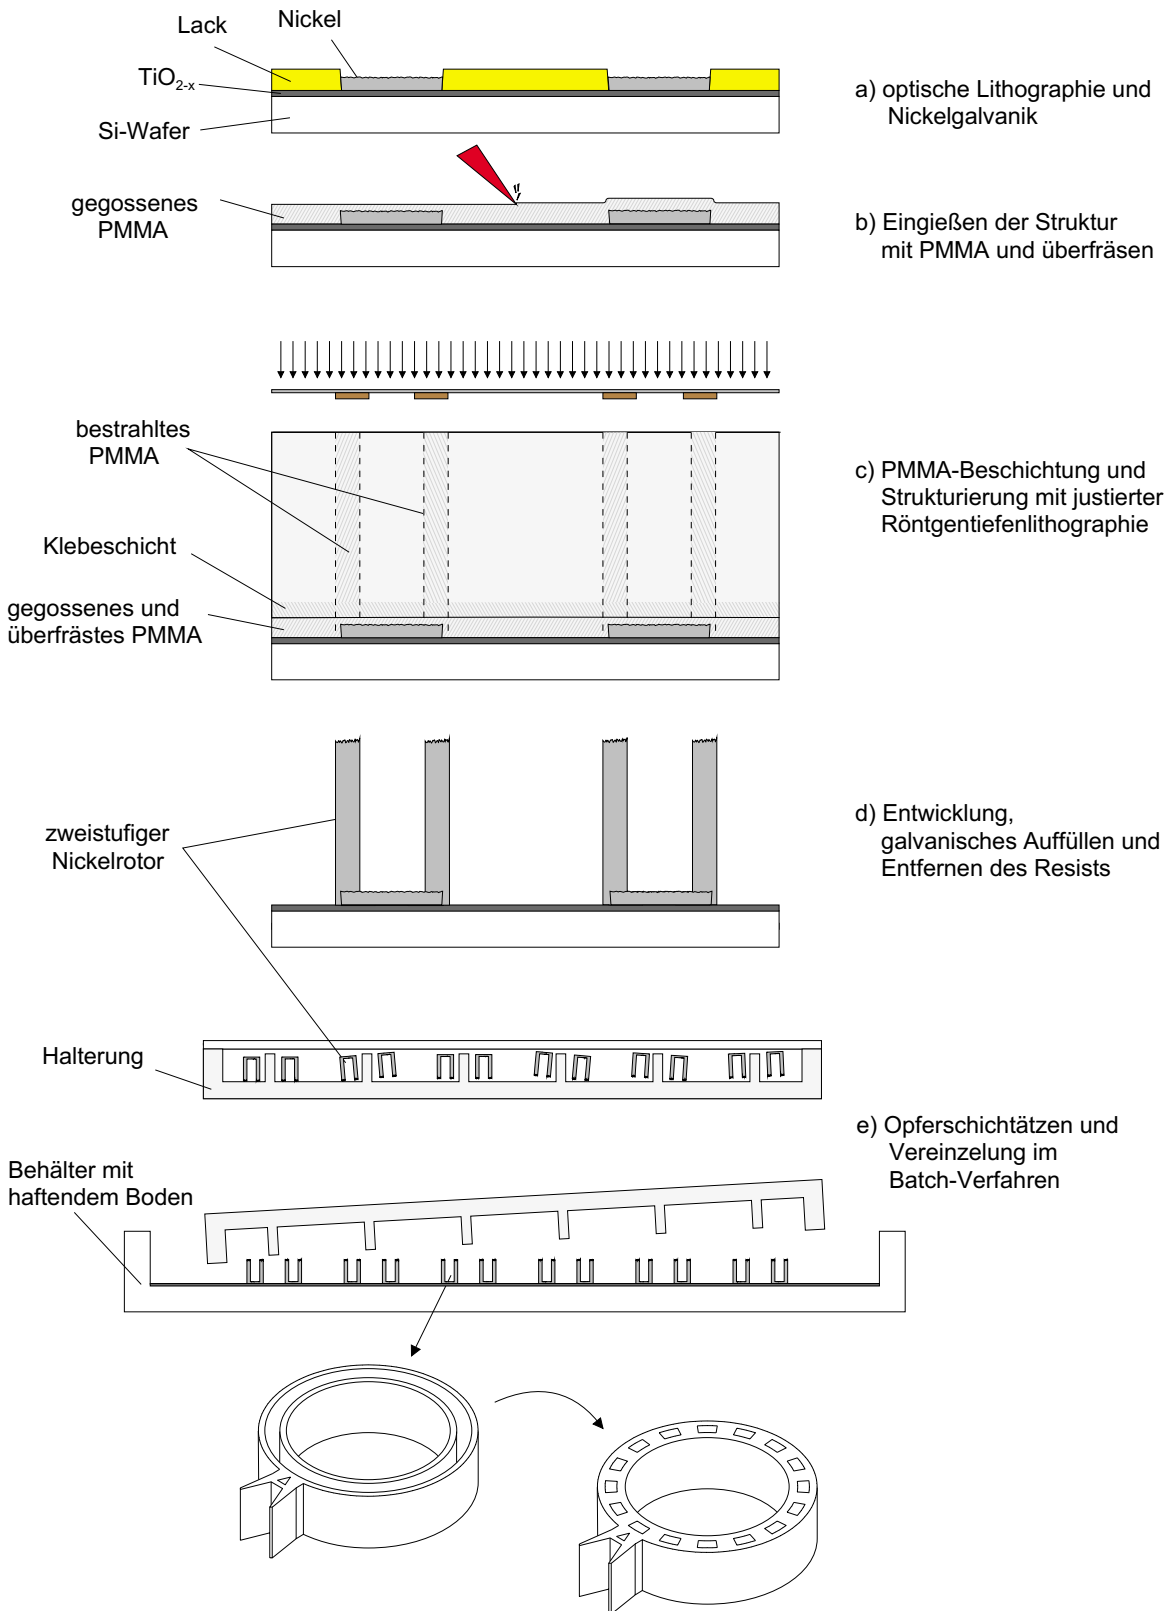 Lack
Nickel
TiO2-x
Si-Wafer
a) optische Lithographie und
Nickelgalvanik
gegossenes
PMMA
b) Eingießen der Struktur
mit PMMA und überfräsen
bestrahltes
PMMA
Klebeschicht
gegossenes und
überfrästes PMMA
c) PMMA-Beschichtung und
Strukturierung mit justierter
Röntgentiefenlithographie
zweistufiger
Nickelrotor
d) Entwicklung,
galvanisches Auffüllen und
Entfernen des Resists
Halterung
Behälter mit
haftendem Boden
e) Opferschichtätzen und
Vereinzelung im
Batch-Verfahren